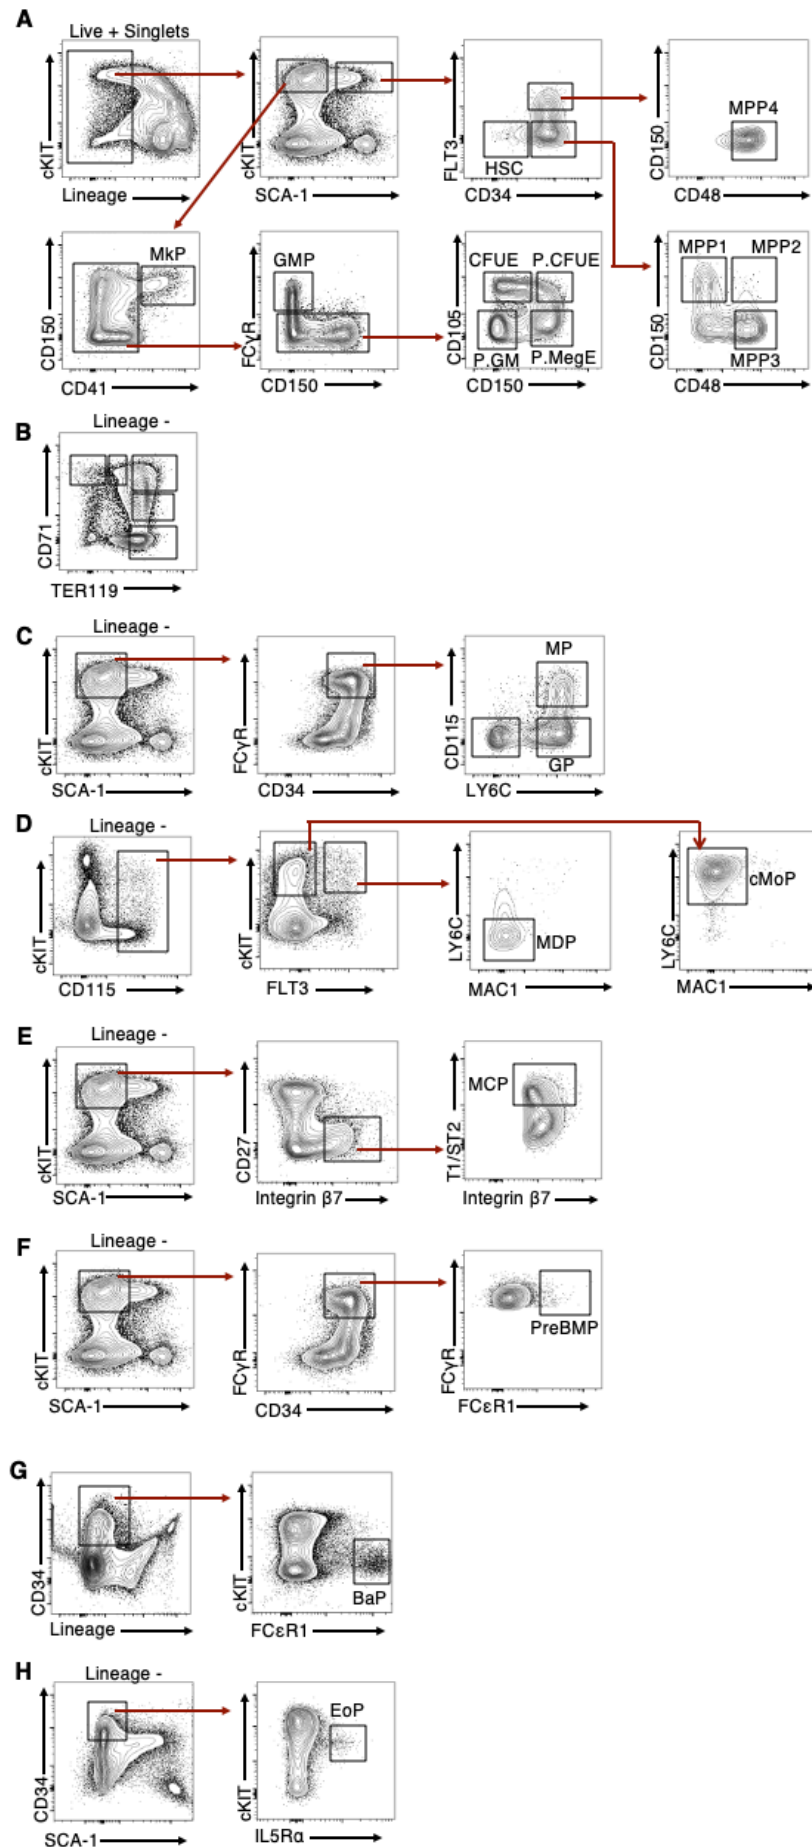 A
Live + Singlets
cKIT
Lineage
cKIT
SCA-1
FLT3
HSC
CD34
CD150
MPP4
CD48
CD150
MkP
CD41
FCγR
GMP
CD150
CD105
CFUE
P.CFUE
P.GM
P.MegE
CD150
CD150
MPP1
MPP2
MPP3
CD48
B
Lineage -
CD71
TER119
C
Lineage -
cKIT
SCA-1
FCγR
CD34
CD115
MP
GP
LY6C
D
Lineage -
cKIT
CD115
cKIT
FLT3
LY6C
MDP
MAC1
LY6C
cMoP
MAC1
E
Lineage -
cKIT
SCA-1
CD27
Integrin β7
T1/ST2
MCP
Integrin β7
F
Lineage -
cKIT
SCA-1
FCγR
CD34
FCγR
PreBMP
FCεR1
G
CD34
Lineage
cKIT
BaP
FCεR1
H
Lineage -
CD34
SCA-1
cKIT
EoP
IL5Rα